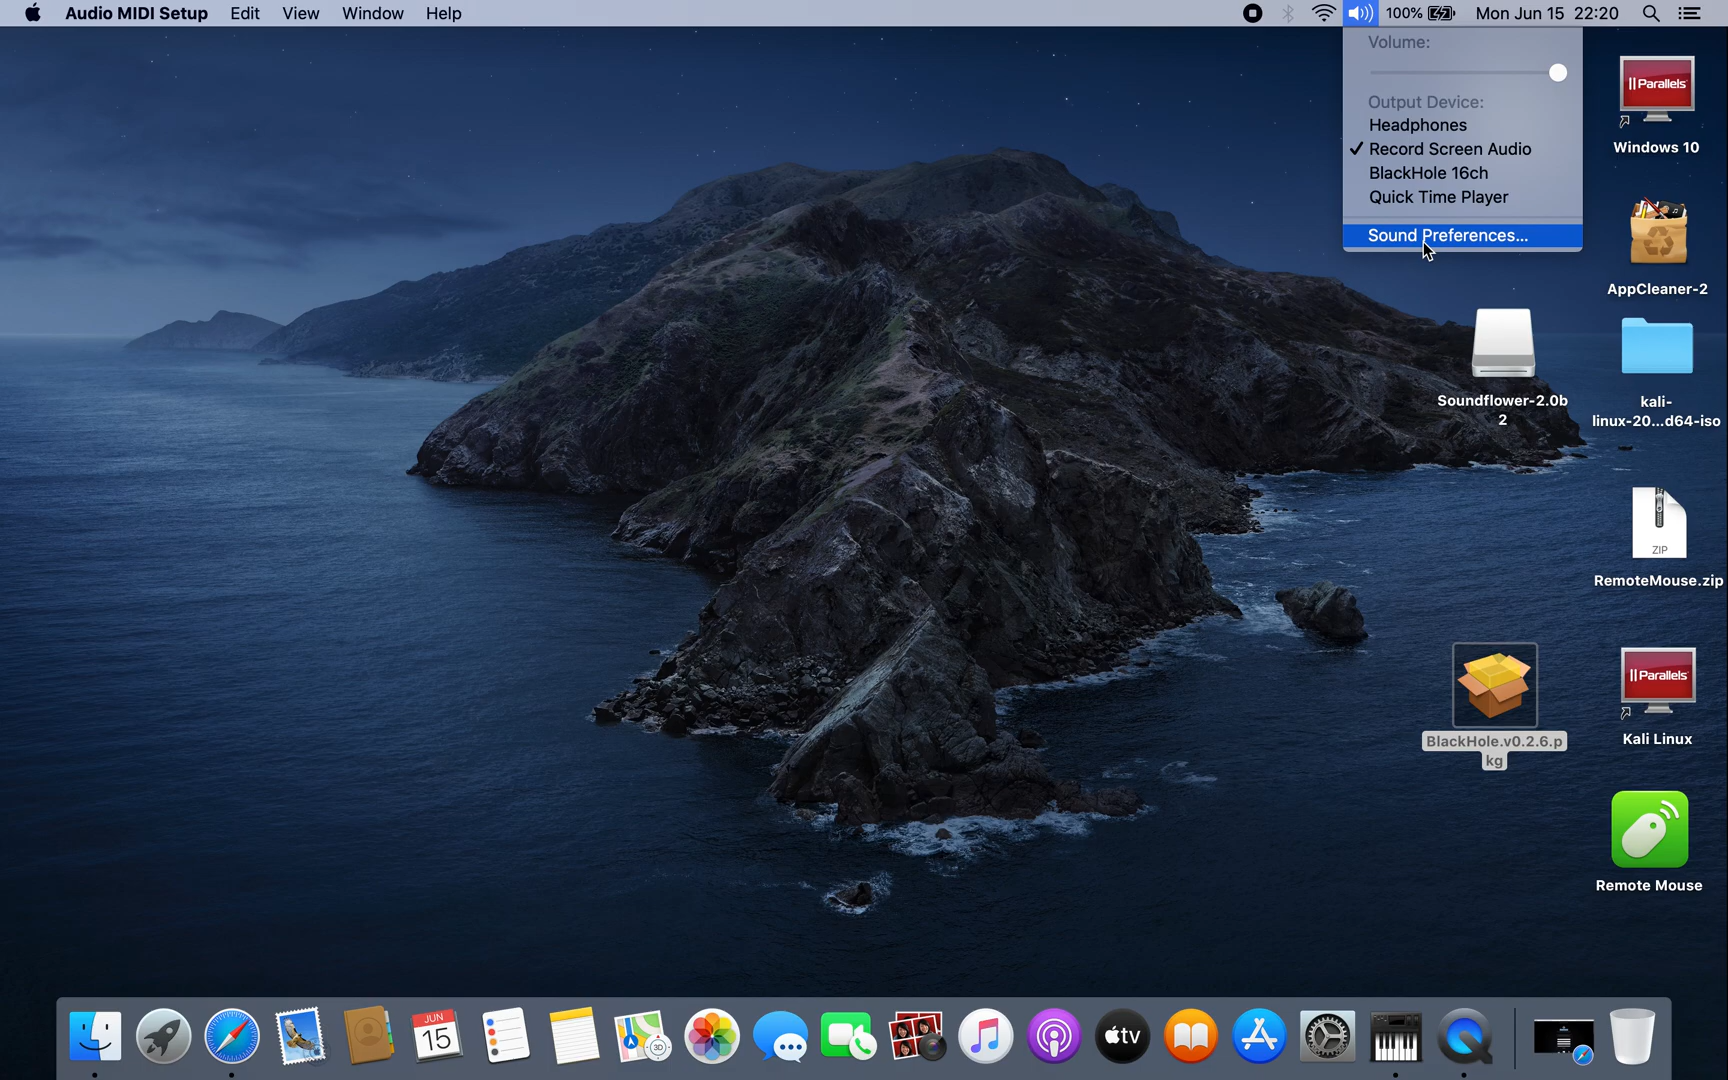 Audio MIDI Setup Edit View Window Help
100% Mon Jun 15 22:20
Volume:
Output Device:
Headphones
✓ Record Screen Audio
BlackHole 16ch
Quick Time Player
Sound Preferences...
Parallels
Windows 10
AppCleaner-2
Soundflower-2.0b
2
kali-
linux-20...d64-iso
ZIP
RemoteMouse.zip
BlackHole.v0.2.6.p
kg
Parallels
Kali Linux
Remote Mouse
JUN
15
3D
tv